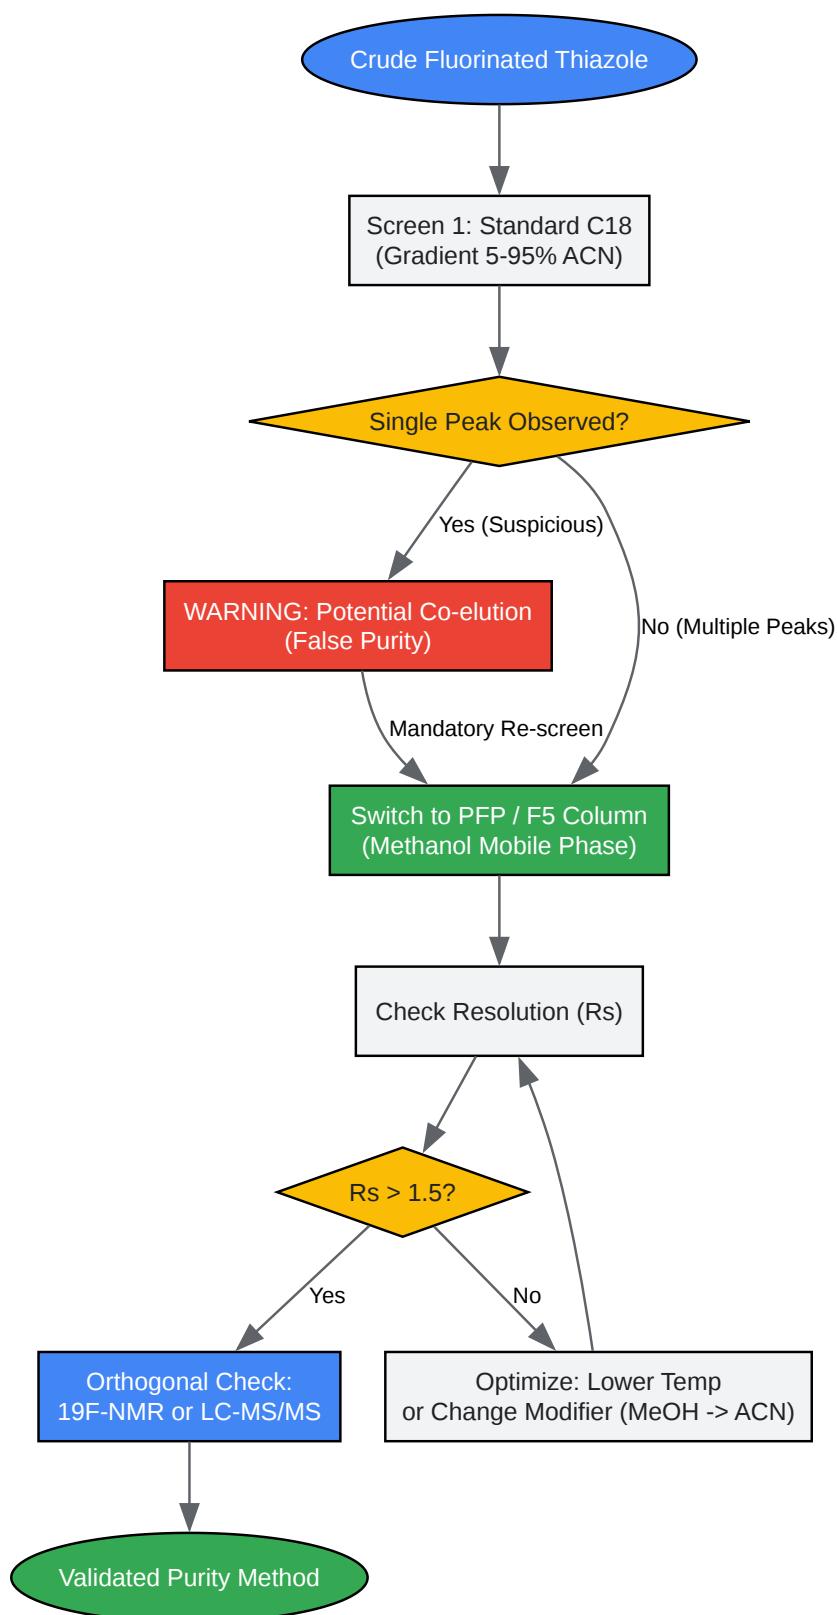 Crude Fluorinated Thiazole
Screen 1: Standard C18
(Gradient 5-95% ACN)
Single Peak Observed?
Yes (Suspicious)
WARNING: Potential Co-elution
(False Purity)
No (Multiple Peaks)
Mandatory Re-screen
Switch to PFP / F5 Column
(Methanol Mobile Phase)
Check Resolution (Rs)
Rs > 1.5?
Yes
No
Orthogonal Check:
19F-NMR or LC-MS/MS
Optimize: Lower Temp
or Change Modifier (MeOH -> ACN)
Validated Purity Method